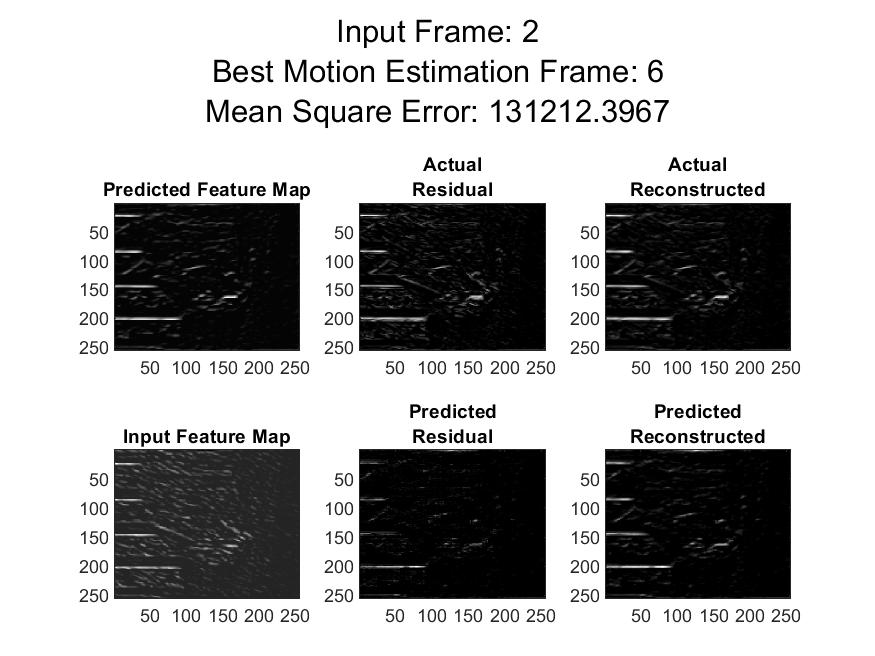 Input Frame: 2
Best Motion Estimation Frame: 6
Mean Square Error: 131212.3967
Predicted Feature Map
50
100
150
200
250
50 100 150 200 250
Actual
Residual
50
100
150
200
250
50 100 150 200 250
Actual
Reconstructed
50
100
150
200
250
50 100 150 200 250
Input Feature Map
50
100
150
200
250
50 100 150 200 250
Predicted
Residual
50
100
150
200
250
50 100 150 200 250
Predicted
Reconstructed
50
100
150
200
250
50 100 150 200 250